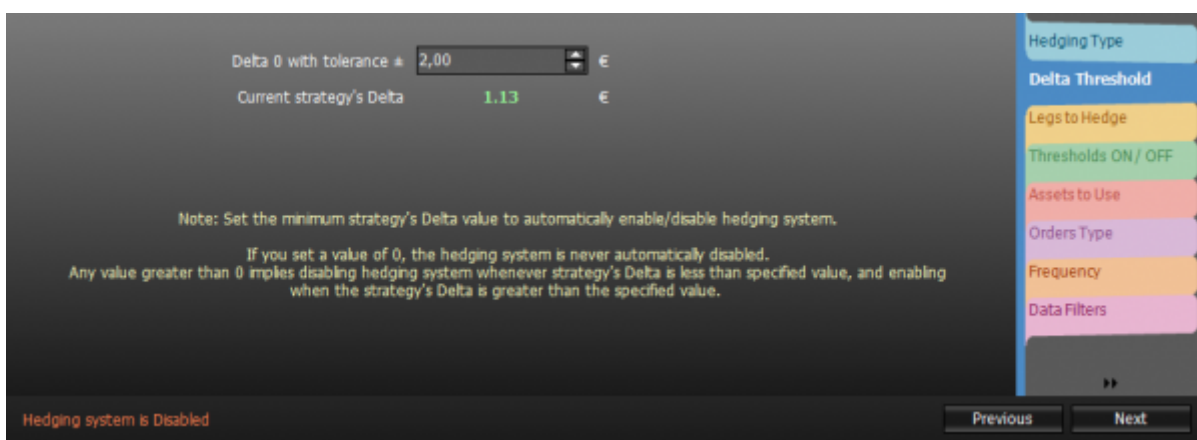 Delta 0 with tolerance ± 2,00 €
Current strategy's Delta 1.13 €
Note: Set the minimum strategy's Delta value to automatically enable/disable hedging system.
If you set a value of 0, the hedging system is never automatically disabled.
Any value greater than 0 implies disabling hedging system whenever strategy's Delta is less than specified value, and enabling
when the strategy's Delta is greater than the specified value.
Hedging Type
Delta Threshold
Legs to Hedge
Thresholds ON / OFF
Assets to Use
Orders Type
Frequency
Data Filters
Hedging system is Disabled
Previous
Next